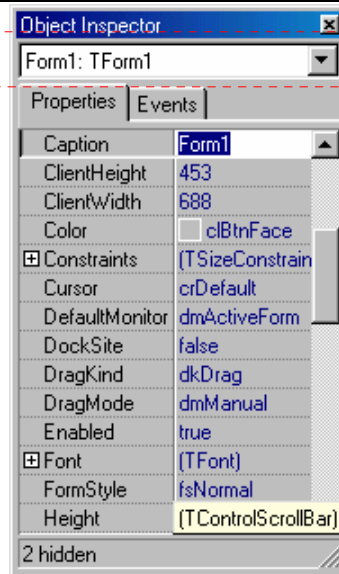 Object Inspector
Form1: TForm1
Properties Events
Caption Form1
ClientHeight 453
ClientWidth 688
Color clBtnFace
Constraints (TSizeConstrain
Cursor crDefault
DefaultMonitor dmActiveForm
DockSite false
DragKind dkDrag
DragMode dmManual
Enabled true
Font (TFont)
FormStyle fsNormal
Height (TControlScrollBar)
2 hidden